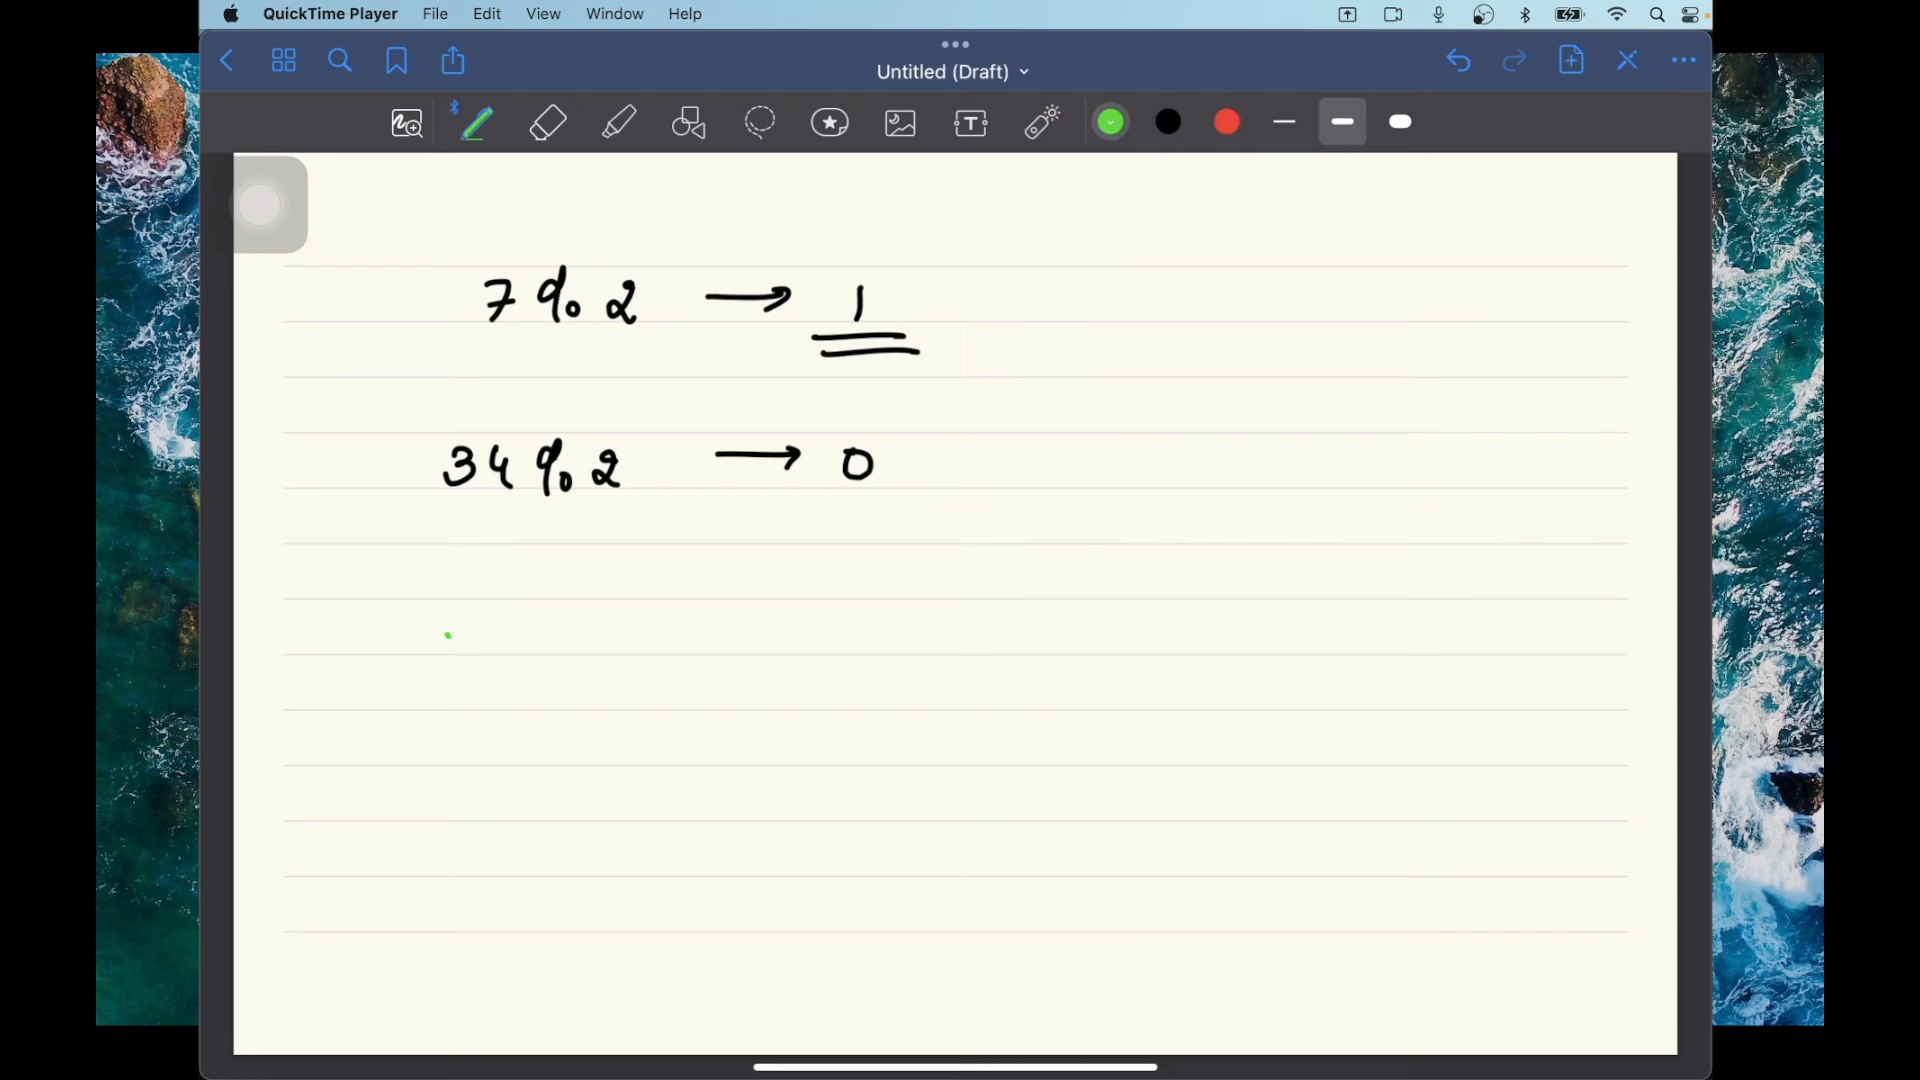 QuickTime Player File Edit View Window Help
Untitled (Draft)
7 % 2 → 1
34 % 2 → 0